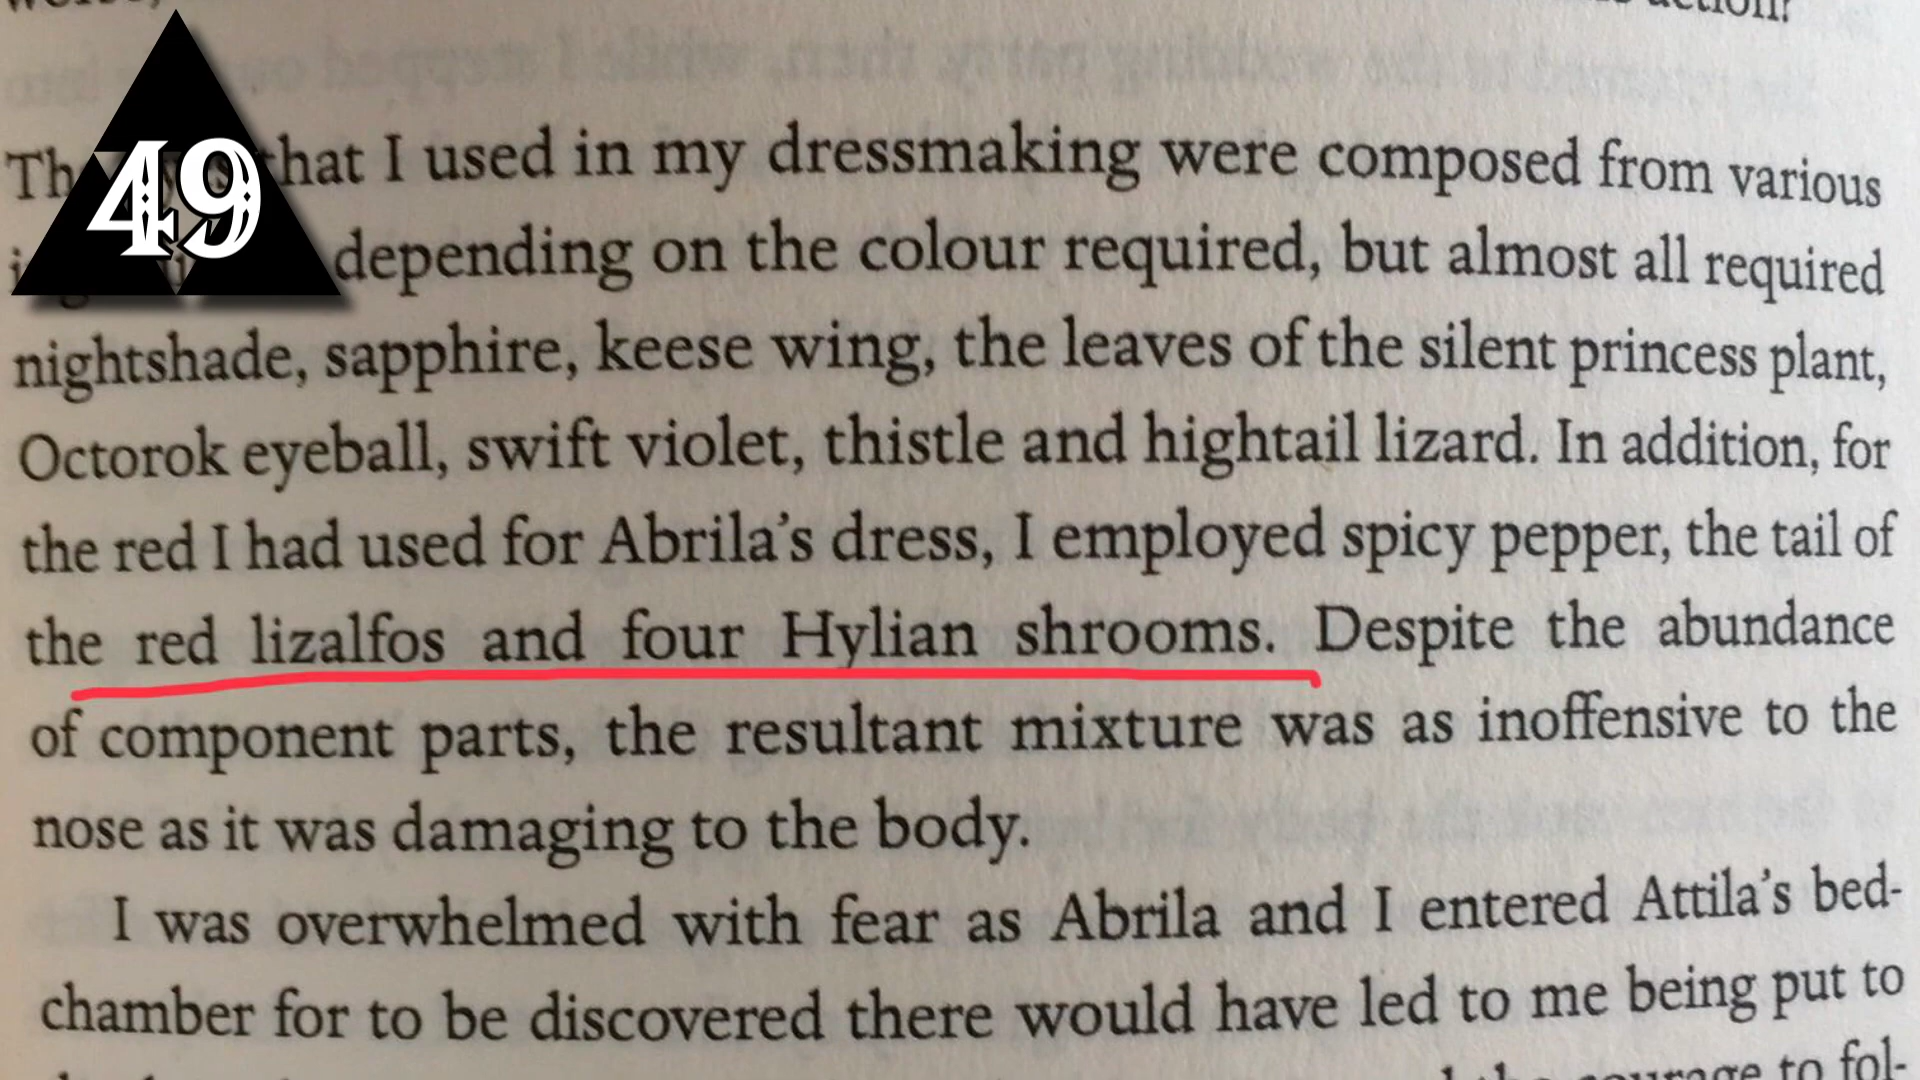 49
that I used in my dressmaking were composed from various
depending on the colour required, but almost all required
nightshade, sapphire, keese wing, the leaves of the silent princess plant,
Octorok eyeball, swift violet, thistle and hightail lizard. In addition, for
the red I had used for Abrila's dress, I employed spicy pepper, the tail of
the red lizalfos and four Hylian shrooms. Despite the abundance
of component parts, the resultant mixture was as inoffensive to the
nose as it was damaging to the body.
I was overwhelmed with fear as Abrila and I entered Attila's bed-
chamber for to be discovered there would have led to me being put to
courage to fol-